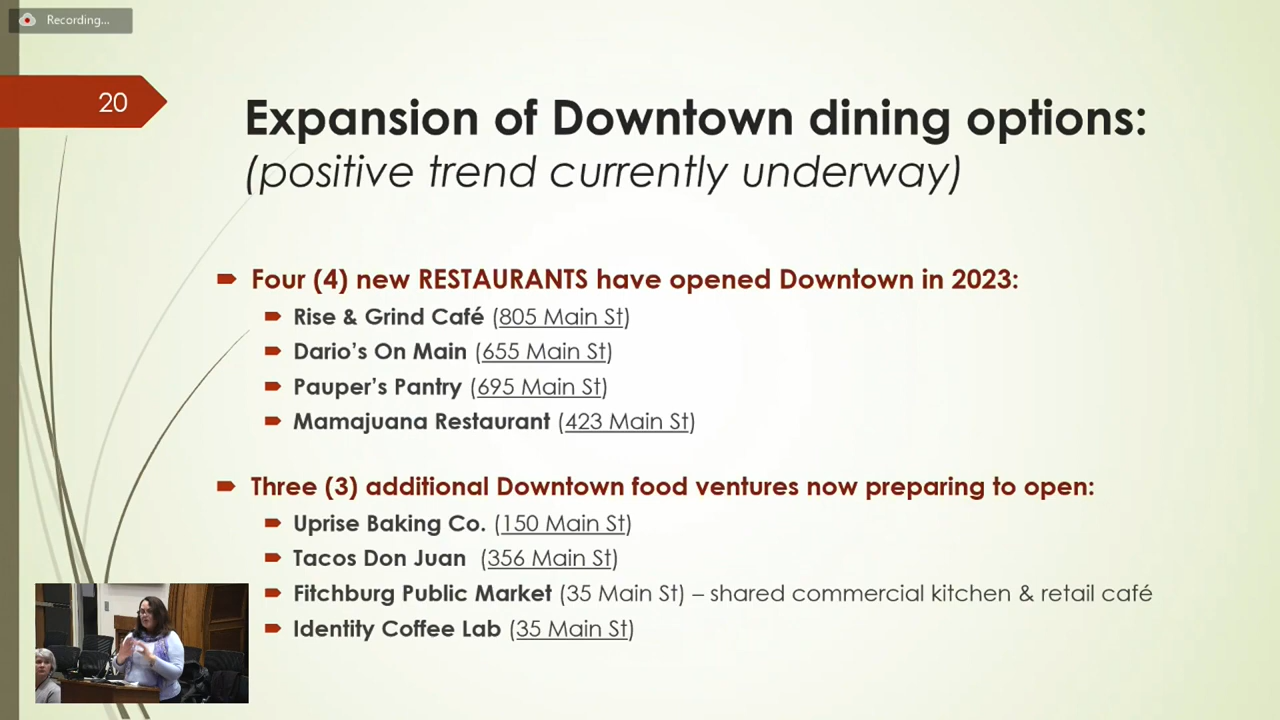 Recording...
20
Expansion of Downtown dining options:
(positive trend currently underway)
Four (4) new RESTAURANTS have opened Downtown in 2023:
Rise & Grind Café (805 Main St)
Dario's On Main (655 Main St)
Pauper's Pantry (695 Main St)
Mamajuana Restaurant (423 Main St)
Three (3) additional Downtown food ventures now preparing to open:
Uprise Baking Co. (150 Main St)
Tacos Don Juan (356 Main St)
Fitchburg Public Market (35 Main St) – shared commercial kitchen & retail café
Identity Coffee Lab (35 Main St)